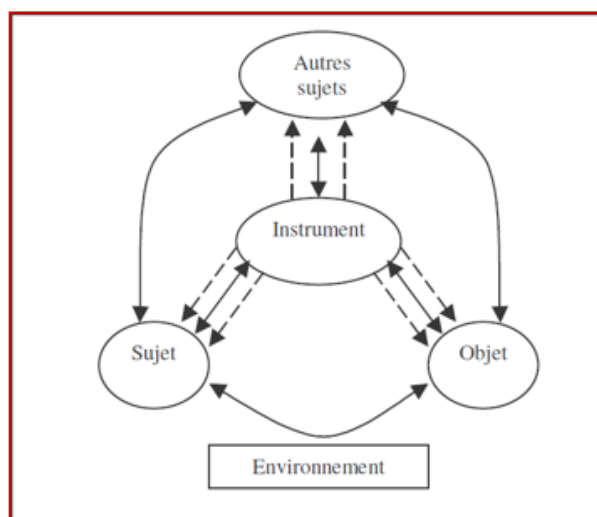 Autres
sujets
Instrument
Sujet
Objet
Environnement